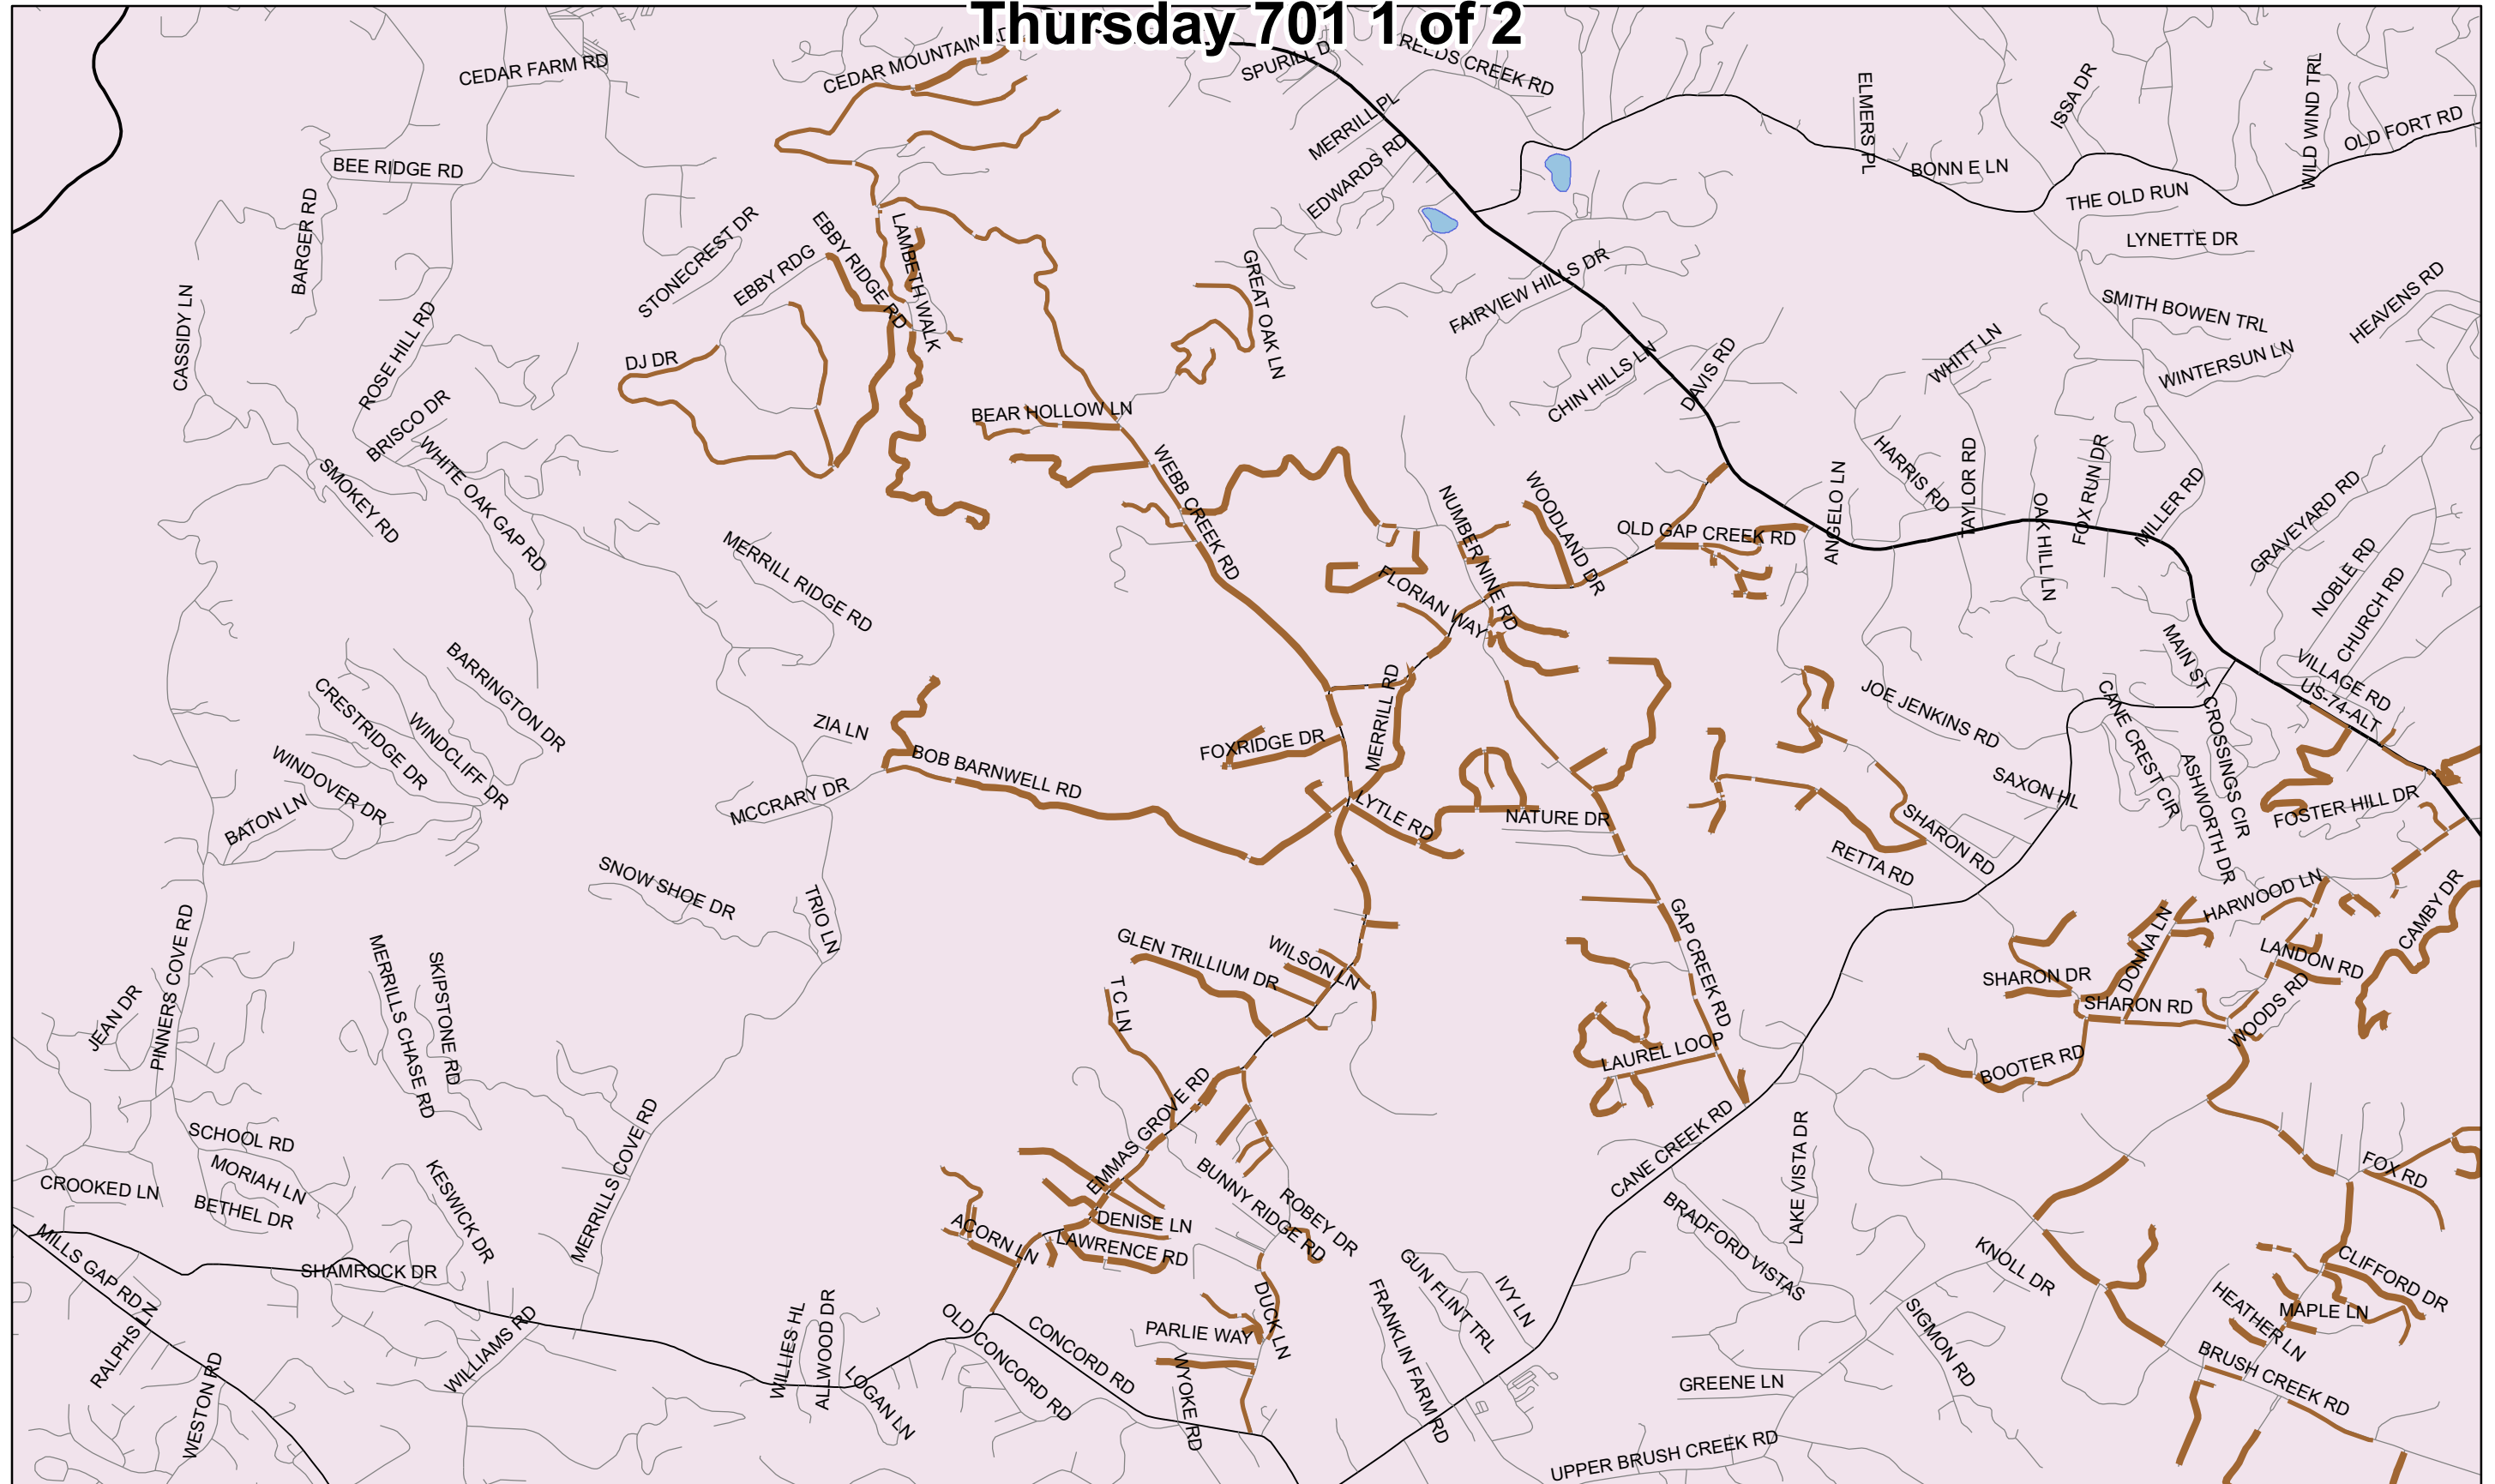 Thursday 701 1 of 2
CEDAR FARM RD
CEDAR MOUNTAIN RD
REEDS CREEK RD
MERRILL PL
EDWARDS RD
ELMERS PL
ISSA DR
WILD WIND TRL
OLD FORT RD
BONN E LN
THE OLD RUN
LYNETTE DR
BEE RIDGE RD
BARGER RD
STONECREST DR
EBBY RDG
EBBY RIDGE RD
LAMBETH WALK
GREAT OAK LN
FAIRVIEW HILLS DR
SMITH BOWEN TRL
HEAVENS RD
CASSIDY LN
ROSE HILL RD
DJ DR
CHIN HILLS LN
DAVIS RD
WHITT LN
WINTERSUN LN
BRISCO DR
BEAR HOLLOW LN
WHITE OAK GAP RD
SMOKEY RD
WEBB CREEK RD
NUMBER NINE RD
WOODLAND DR
OLD GAP CREEK RD
ANGELO LN
HARRIS RD
TAYLOR RD
OAK HILL LN
FOX RUN DR
MILLER RD
GRAVEYARD RD
NOBLE RD
CHURCH RD
MERRILL RIDGE RD
FLORIAN WAY
BARRINGTON DR
CRESTRIDGE DR
WINDCLIFF DR
WINDOVER DR
BATON LN
ZIA LN
BOB BARNWELL RD
MCCRARY DR
FOXRIDGE DR
MERRILL RD
LYTLE RD
NATURE DR
JOE JENKINS RD
SAXON HL
MAIN ST
VILLAGE RD
US-74-ALT
CANE CREST CIR
CROSSINGS CIR
ASHWORTH DR
FOSTER HILL DR
SHARON RD
RETTA RD
SNOW SHOE DR
TRIO LN
PINNERS COVE RD
MERRILLS CHASE RD
SKIPSTONE RD
JEAN DR
GLEN TRILLIUM DR
WILSON LN
T C LN
GAP CREEK RD
LAUREL LOOP
HARWOOD LN
CAMBY DR
DONNA LN
LANDON RD
SHARON DR
SHARON RD
WOODS RD
BOOTER RD
SCHOOL RD
MORIAH LN
BETHEL DR
CROOKED LN
KESWICK DR
MERRILLS COVE RD
EMMAS GROVE RD
BUNNY RIDGE RD
ROBEY DR
CANE CREEK RD
LAKE VISTA DR
BRADFORD VISTAS
FOX RD
MILLS GAP RD
SHAMROCK DR
ACORN LN
DENISE LN
LAWRENCE RD
GUN FLINT TRL
IVY LN
KNOLL DR
CLIFFORD DR
MAPLE LN
HEATHER LN
RALPHS LN
WESTON RD
WILLIAMS RD
WILLIES HL
ALLWOOD DR
LOGAN LN
OLD CONCORD RD
CONCORD RD
PARLIE WAY
DUCK LN
WYOKE RD
FRANKLIN FARM RD
GREENE LN
SIGMON RD
BRUSH CREEK RD
UPPER BRUSH CREEK RD